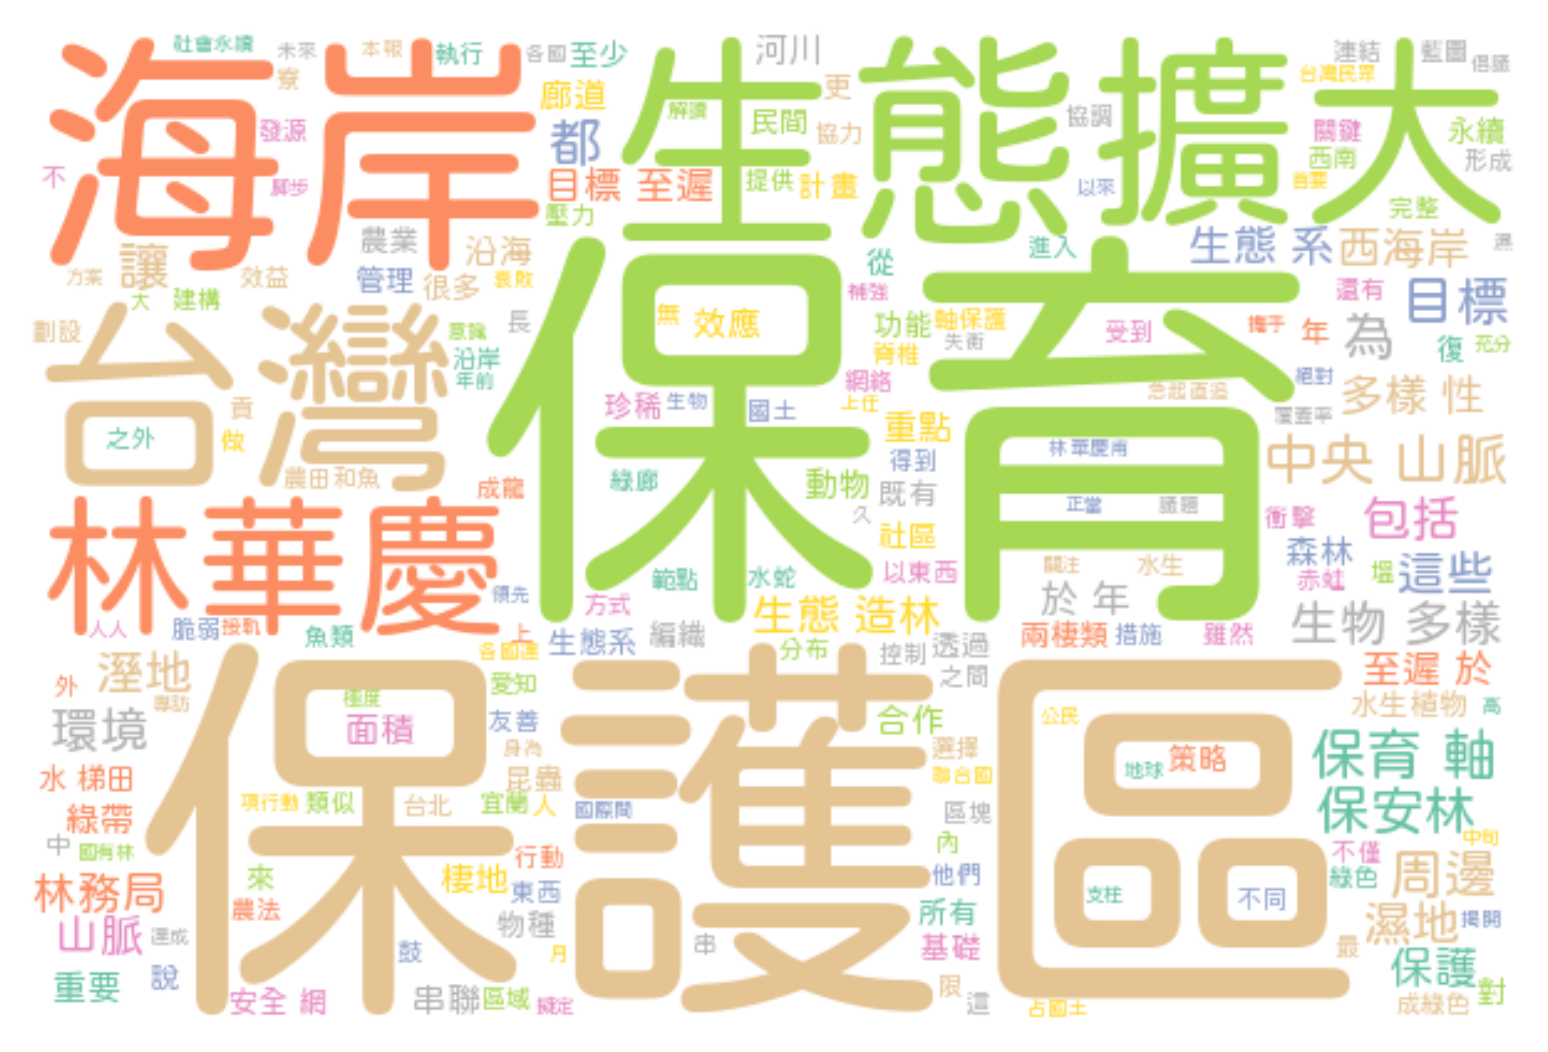 社會永續
未來
本報
執行
各國
至少
河川
連結
藍圖
倡議
海岸
生態
擴大
寮
廊道
解讀
更
台灣民眾
發源
都
民間
協力
協調
關鍵
永續
不
腳步
目標 至遲
提供
計畫
以來
西南
首要
形成
壓力
完整
讓
農業
沿海
從
進入
生態 系
西海岸
方案
效益
管理
很多
衰敗
補強
還有
目標
大
建構
保育
台灣
劃設
意識
長
無
效應
功能
軸保護
受到
攜手
年
為
復
充分
沿岸
失衡
脊椎
年前
網絡
急起直追
絕對
多樣 性
貢
珍稀
生物
國土
上任
覆蓋率
之外
做
重點
林華慶甫
中央 山脈
得到
農田和魚
成龍
綠廊
動物
既有
正當
議題
林華慶
久
社區
衝擊
包括
森林
關注
水生
範點
水蛇
以東西
赤蛙
塭
這些
領先
方式
生態 造林
於 年
生物 多樣
人人
脆弱
接軌
魚類
上
生態系
編織
兩棲類
措施
雖然
各國達
分布
控制
透過
之間
至遲 於
保護區
溼地
外
專訪
極度
愛知
水生植物
高
環境
面積
友善
合作
公民
身為
選擇
保育 軸
水 梯田
昆蟲
聯合國
地球
策略
項行動
類似
台北
宜蘭
人
國際間
區塊
保安林
綠帶
中
國有林
內
中旬
行動
不僅
林務局
來
棲地
東西
他們
支柱
不同
綠色
周邊
農法
物種
所有
濕地
揭開
山脈
達成
鼓
月
串
基礎
最
重要
說
保護
對
安全 網
串聯
區域
擬定
限
這
占國土
成綠色